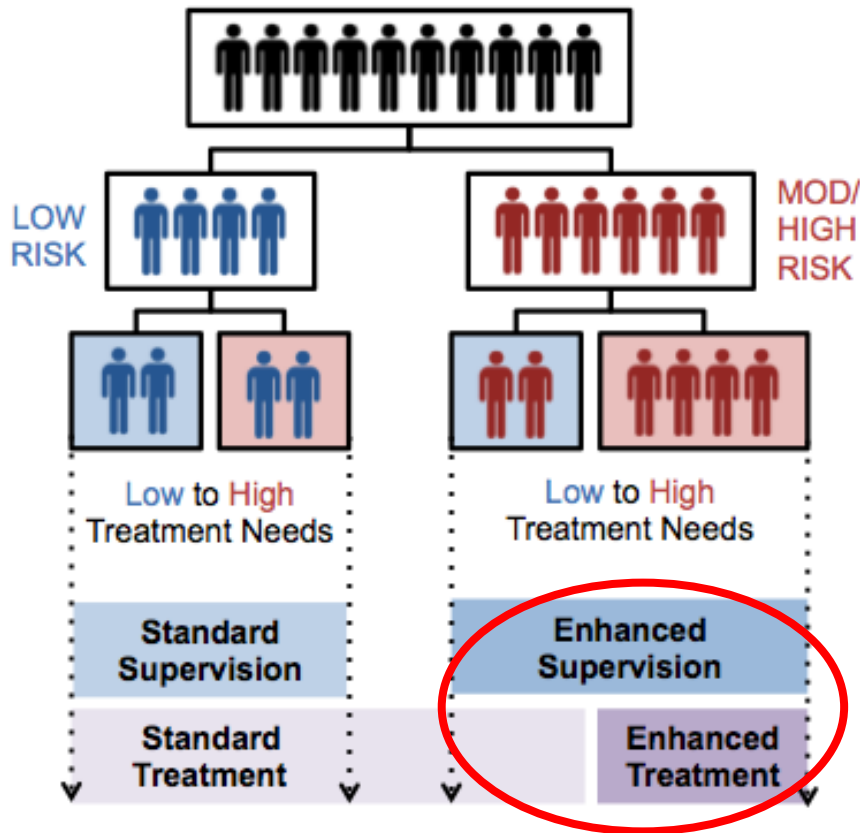 LOW
RISK
MOD/
HIGH
RISK
Low to High
Treatment Needs
Low to High
Treatment Needs
Standard
Supervision
Enhanced
Supervision
Standard
Treatment
Enhanced
Treatment